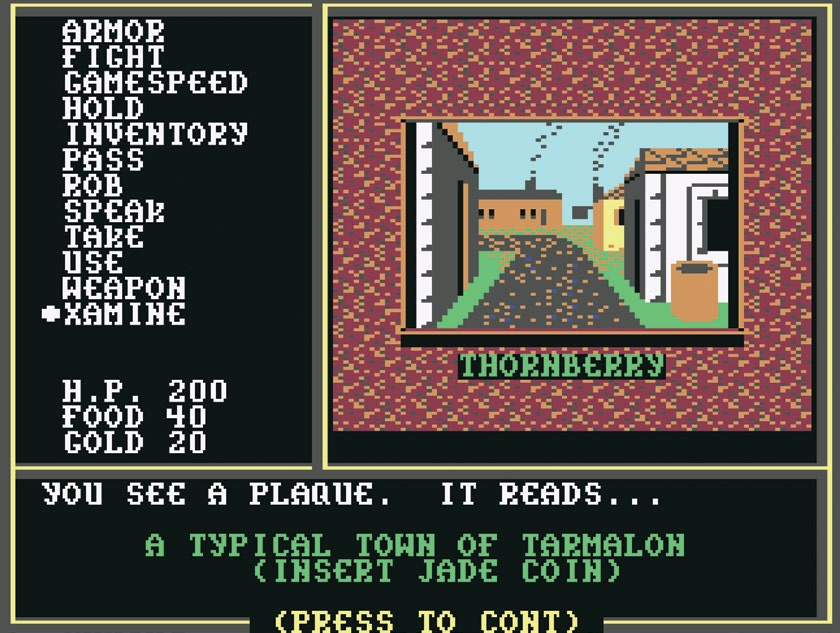 ARMOR
FIGHT
GAMESPEED
HOLD
INVENTORY
PASS
ROB
SPEAK
TAKE
USE
WEAPON
XAMINE
H.P. 200
FOOD 40
GOLD 20
THORNBERRY
YOU SEE A PLAQUE. IT READS...
A TYPICAL TOWN OF TARMALON
(INSERT JADE COIN)
(PRESS TO CONT)